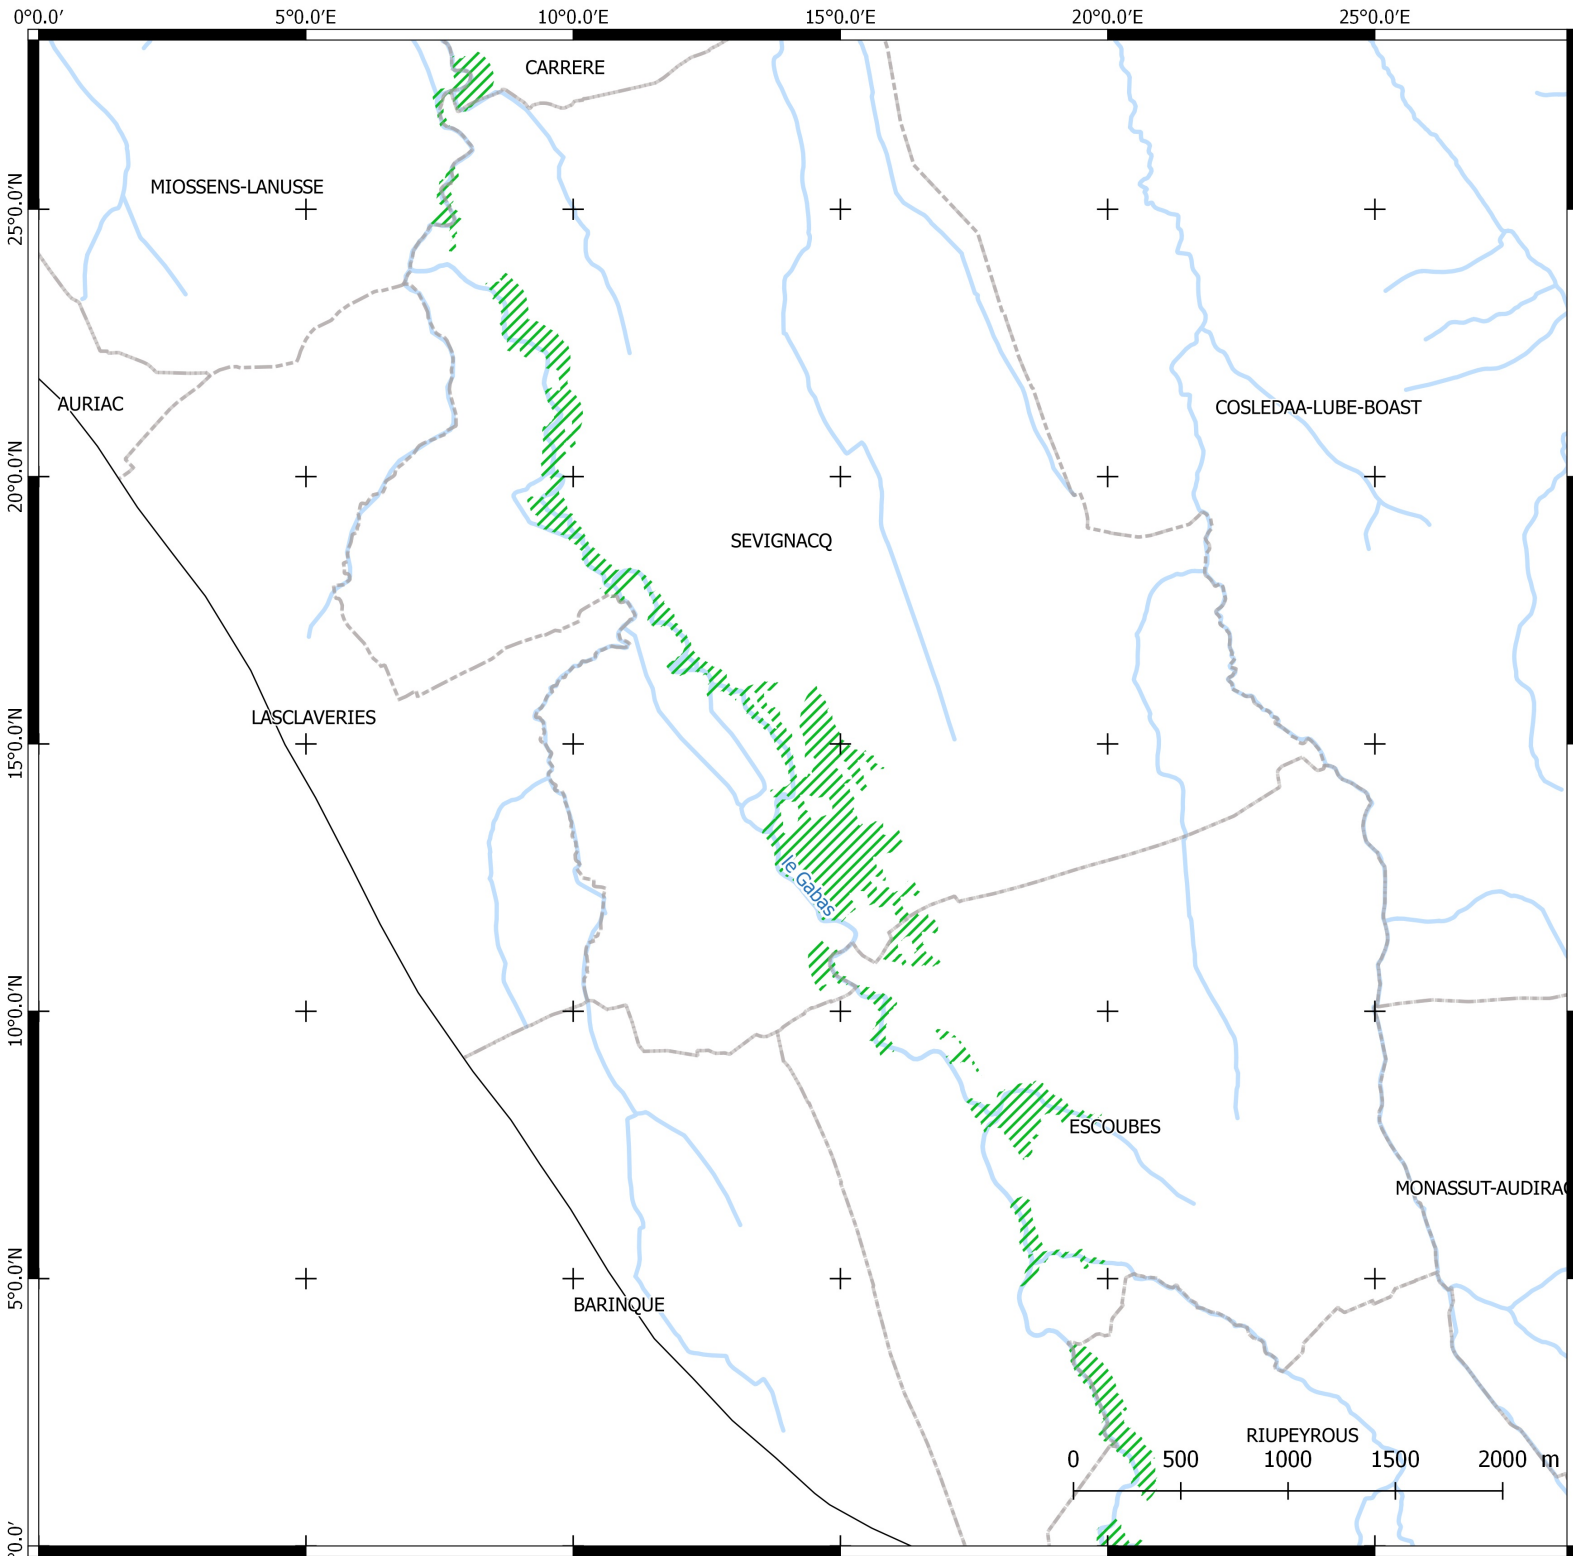 0°0.0′ 5°0.0′E 10°0.0′E 15°0.0′E 20°0.0′E 25°0.0′E
CARRERE
25°0.0′N
MIOSSENS-LANUSSE
AURIAC
COSLEDAA-LUBE-BOAST
20°0.0′N
SEVIGNACQ
15°0.0′N
LASCLAVERIES
le Gabas
10°0.0′N
ESCOUBES
MONASSUT-AUDIRAC
5°0.0′N
BARINQUE
RIUPEYROUS
0 500 1000 1500 2000 m
°0.0′